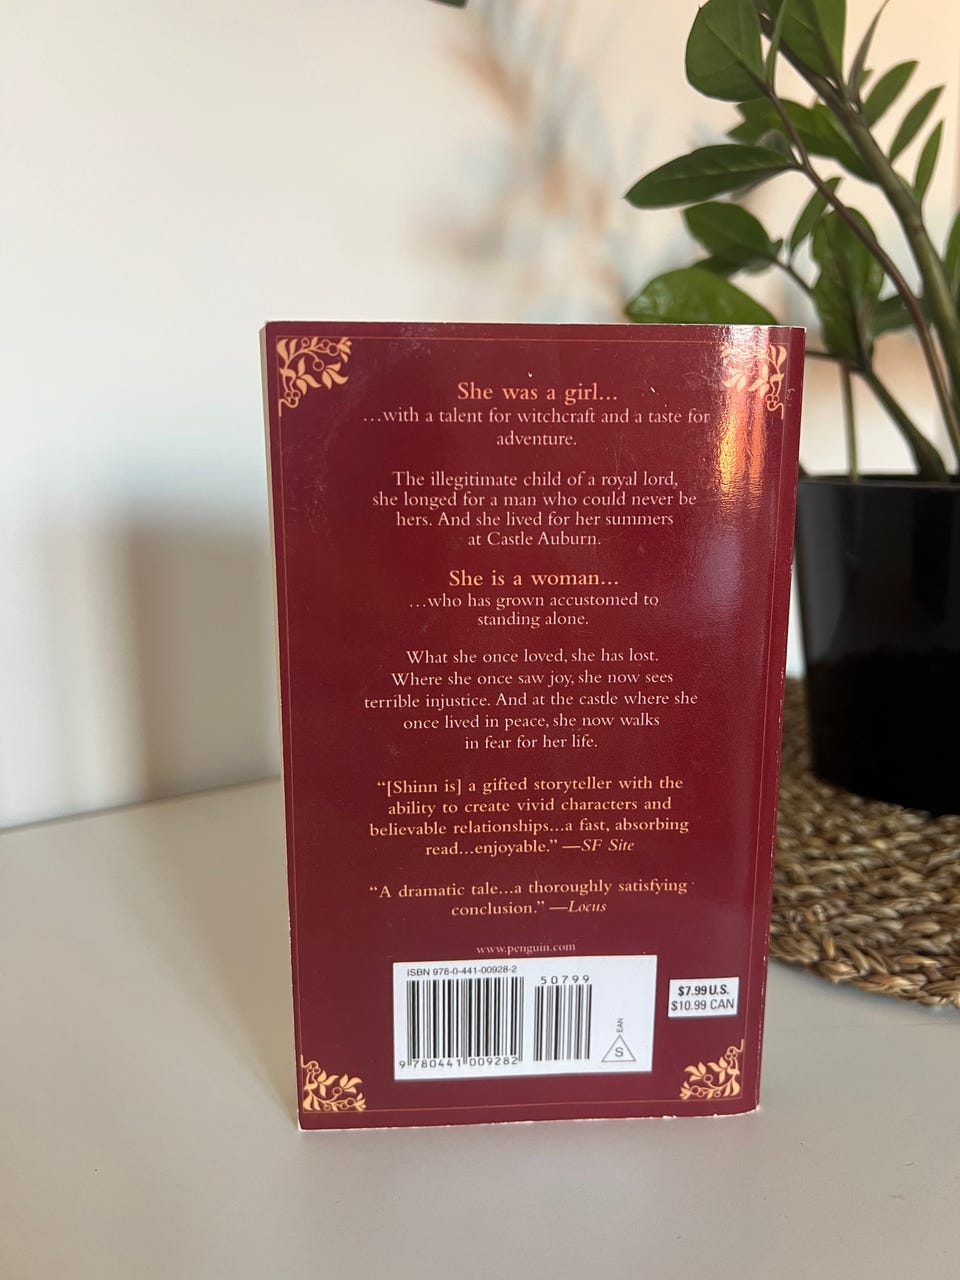 She was a girl...
...with a talent for witchcraft and a taste for
adventure.
The illegitimate child of a royal lord,
she longed for a man who could never be
hers. And she lived for her summers
at Castle Auburn.
She is a woman...
...who has grown accustomed to
standing alone.
What she once loved, she has lost.
Where she once saw joy, she now sees
terrible injustice. And at the castle where she
once lived in peace, she now walks
in fear for her life.
“[Shinn is] a gifted storyteller with the
ability to create vivid characters and
believable relationships...a fast, absorbing
read...enjoyable.” —SF Site
“A dramatic tale...a thoroughly satisfying
conclusion.” —Locus
www.penguin.com
ISBN 978-0-441-00928-2
50799
9 780441 009282
EAN
S
$7.99 U.S.
$10.99 CAN